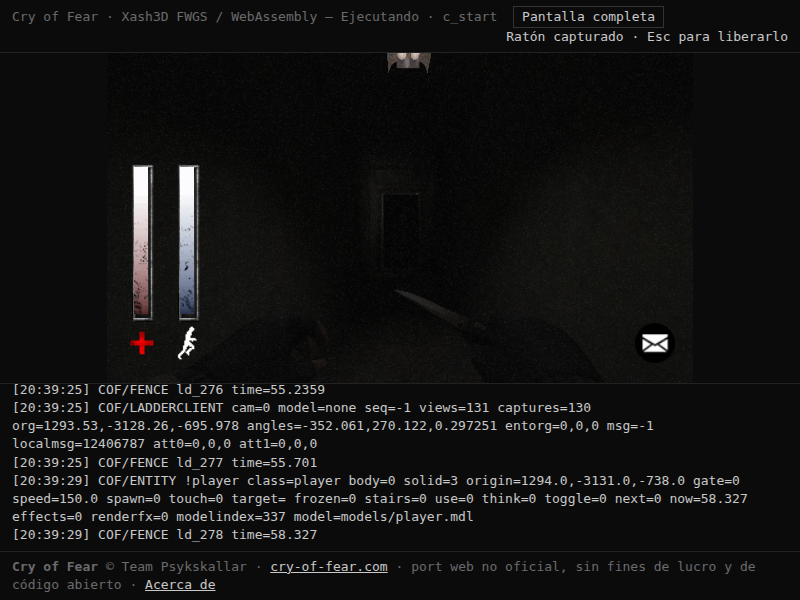 Cry of Fear · Xash3D FWGS / WebAssembly — Ejecutando · c_start
Pantalla completa
Ratón capturado · Esc para liberarlo
[20:39:25] COF/FENCE ld_276 time=55.2359
[20:39:25] COF/LADDERCLIENT cam=0 model=none seq=-1 views=131 captures=130
org=1293.53,-3128.26,-695.978 angles=-352.061,270.122,0.297251 entorg=0,0,0 msg=-1
localmsg=12406787 att0=0,0,0 att1=0,0,0
[20:39:25] COF/FENCE ld_277 time=55.701
[20:39:29] COF/ENTITY !player class=player body=0 solid=3 origin=1294.0,-3131.0,-738.0 gate=0
speed=150.0 spawn=0 touch=0 target= frozen=0 stairs=0 use=0 think=0 toggle=0 next=0 now=58.327
effects=0 renderfx=0 modelindex=337 model=models/player.mdl
[20:39:29] COF/FENCE ld_278 time=58.327
Cry of Fear © Team Psykskallar · cry-of-fear.com · port web no oficial, sin fines de lucro y de
código abierto · Acerca de